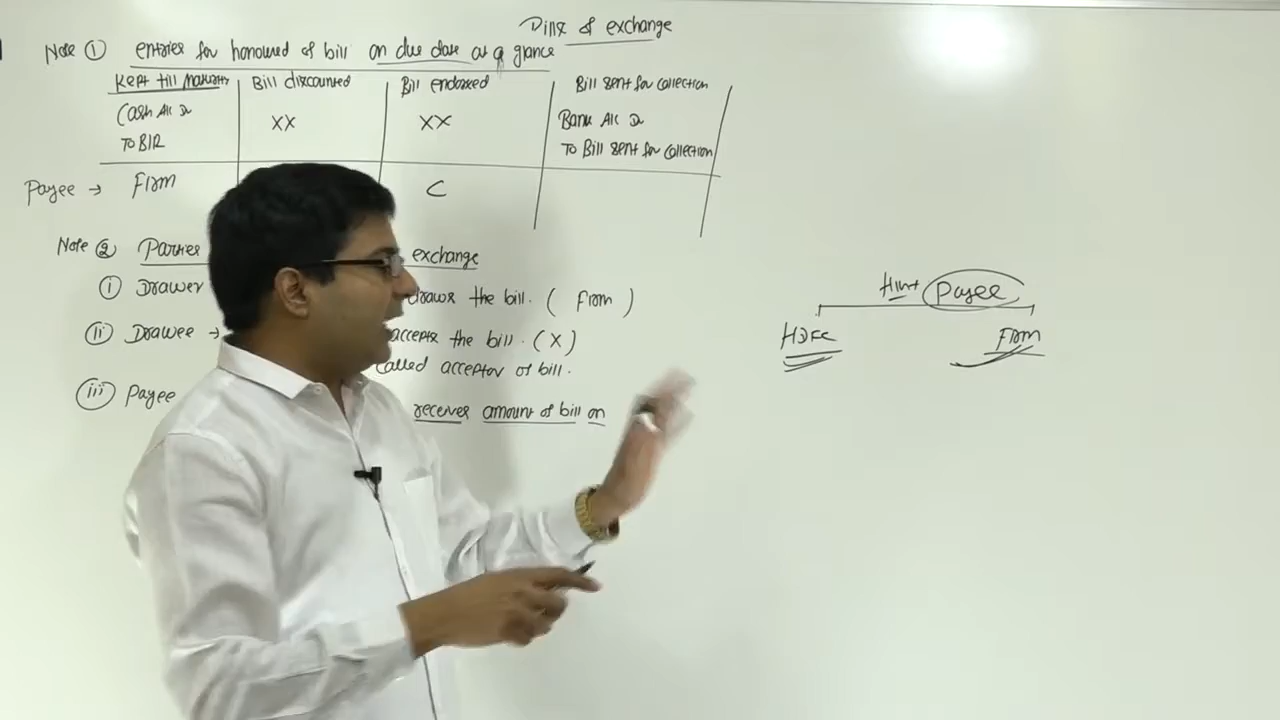 Bills of exchange
Note ① entries for honoured of bill on due date at a glance
Kept till maturity Bill discounted Bill endorsed Bill sent for collection
Cash A/c Dr XX XX Bank A/c Dr
To B/R To Bill sent for collection
Payee → Firm C
Note ② Parties exchange
① Drawer draws the bill. ( Firm )
ⅱ Drawee → accepts the bill. (X)
called acceptor of bill.
ⅲ Payee receives amount of bill on
Hint Payee
HDFC Firm